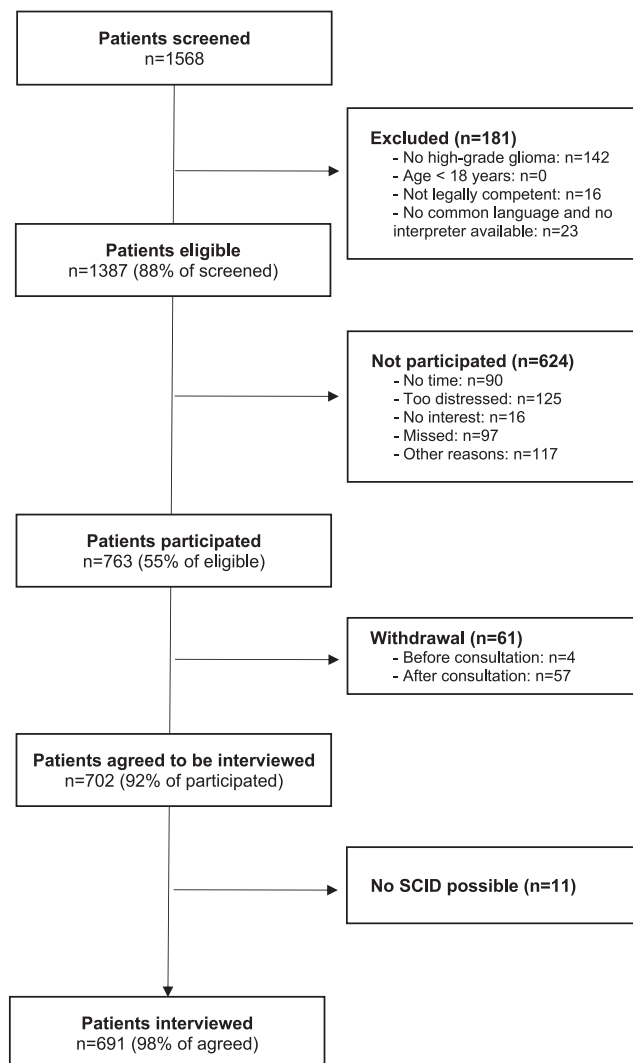 Patients screened
n=1568
Excluded (n=181)
- No high-grade glioma: n=142
- Age < 18 years: n=0
- Not legally competent: n=16
- No common language and no
interpreter available: n=23
Patients eligible
n=1387 (88% of screened)
Not participated (n=624)
- No time: n=90
- Too distressed: n=125
- No interest: n=16
- Missed: n=97
- Other reasons: n=117
Patients participated
n=763 (55% of eligible)
Withdrawal (n=61)
- Before consultation: n=4
- After consultation: n=57
Patients agreed to be interviewed
n=702 (92% of participated)
No SCID possible (n=11)
Patients interviewed
n=691 (98% of agreed)